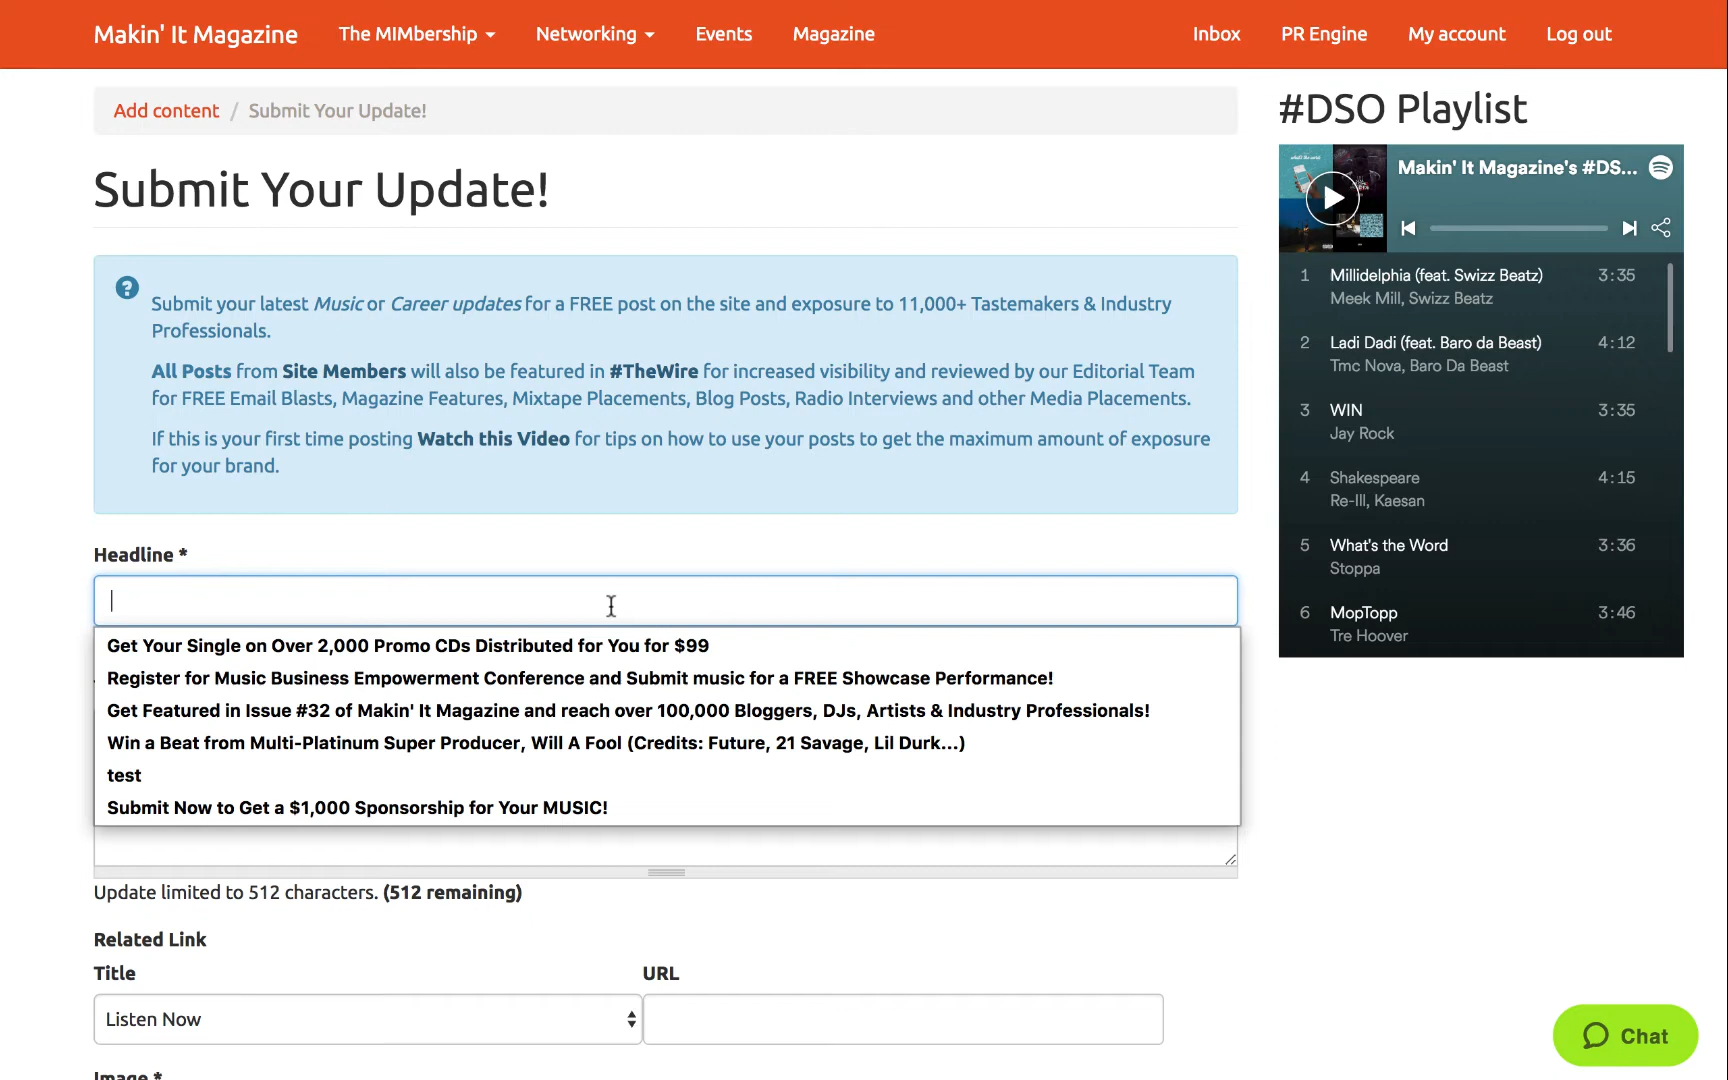 Makin' It Magazine The MIMbership Networking Events Magazine Inbox PR Engine My account Log out
Add content / Submit Your Update!
Submit Your Update!
Submit your latest Music or Career updates for a FREE post on the site and exposure to 11,000+ Tastemakers & Industry
Professionals.
All Posts from Site Members will also be featured in #TheWire for increased visibility and reviewed by our Editorial Team
for FREE Email Blasts, Magazine Features, Mixtape Placements, Blog Posts, Radio Interviews and other Media Placements.
If this is your first time posting Watch this Video for tips on how to use your posts to get the maximum amount of exposure
for your brand.
Headline *
Get Your Single on Over 2,000 Promo CDs Distributed for You for $99
Register for Music Business Empowerment Conference and Submit music for a FREE Showcase Performance!
Get Featured in Issue #32 of Makin' It Magazine and reach over 100,000 Bloggers, DJs, Artists & Industry Professionals!
Win a Beat from Multi-Platinum Super Producer, Will A Fool (Credits: Future, 21 Savage, Lil Durk...)
test
Submit Now to Get a $1,000 Sponsorship for Your MUSIC!
Update limited to 512 characters. (512 remaining)
Related Link
Title URL
Listen Now
Image *
#DSO Playlist
Makin' It Magazine's #DS...
1 Millidelphia (feat. Swizz Beatz) 3:35
Meek Mill, Swizz Beatz
2 Ladi Dadi (feat. Baro da Beast) 4:12
Tmc Nova, Baro Da Beast
3 WIN 3:35
Jay Rock
4 Shakespeare 4:15
Re-Ill, Kaesan
5 What's the Word 3:36
Stoppa
6 MopTopp 3:46
Tre Hoover
Chat